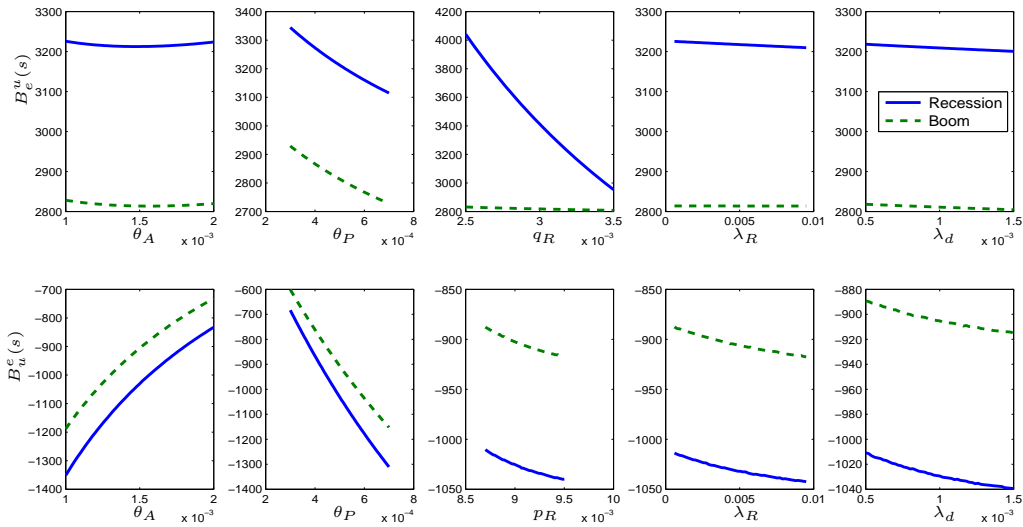 3400 3400 4200 3400 3400
3300 3300 4000 3300 3300
3200 3200 3800 3200 3200
3100 3100 3600 3100 3100
3000 3000 3400 3000 3000
2900 2900 3200 2900 2900
2800 2800 3000 2800 2800
2700 2800
B_e^u(s)
Recession
Boom
1 1.5 2 2 4 6 8 2.5 3 3.5 0 0.005 0.01 0.5 1 1.5
θ_A x 10⁻³ θ_P x 10⁻⁴ q_R x 10⁻³ λ_R λ_d x 10⁻³
−700 −600 −850 −850 −880
−800 −700 −900 −900 −900
−900 −800 −950 −950 −920
−1000 −900 −1000 −1000 −940
−1100 −1000 −1050 −1050 −960
−1200 −1100 −980
−1300 −1200 −1000
−1400 −1300 −1020
−1400 −1040
B_u^e(s)
1 1.5 2 2 4 6 8 8.5 9 9.5 10 0 0.005 0.01 0.5 1 1.5
θ_A x 10⁻³ θ_P x 10⁻⁴ p_R x 10⁻³ λ_R λ_d x 10⁻³